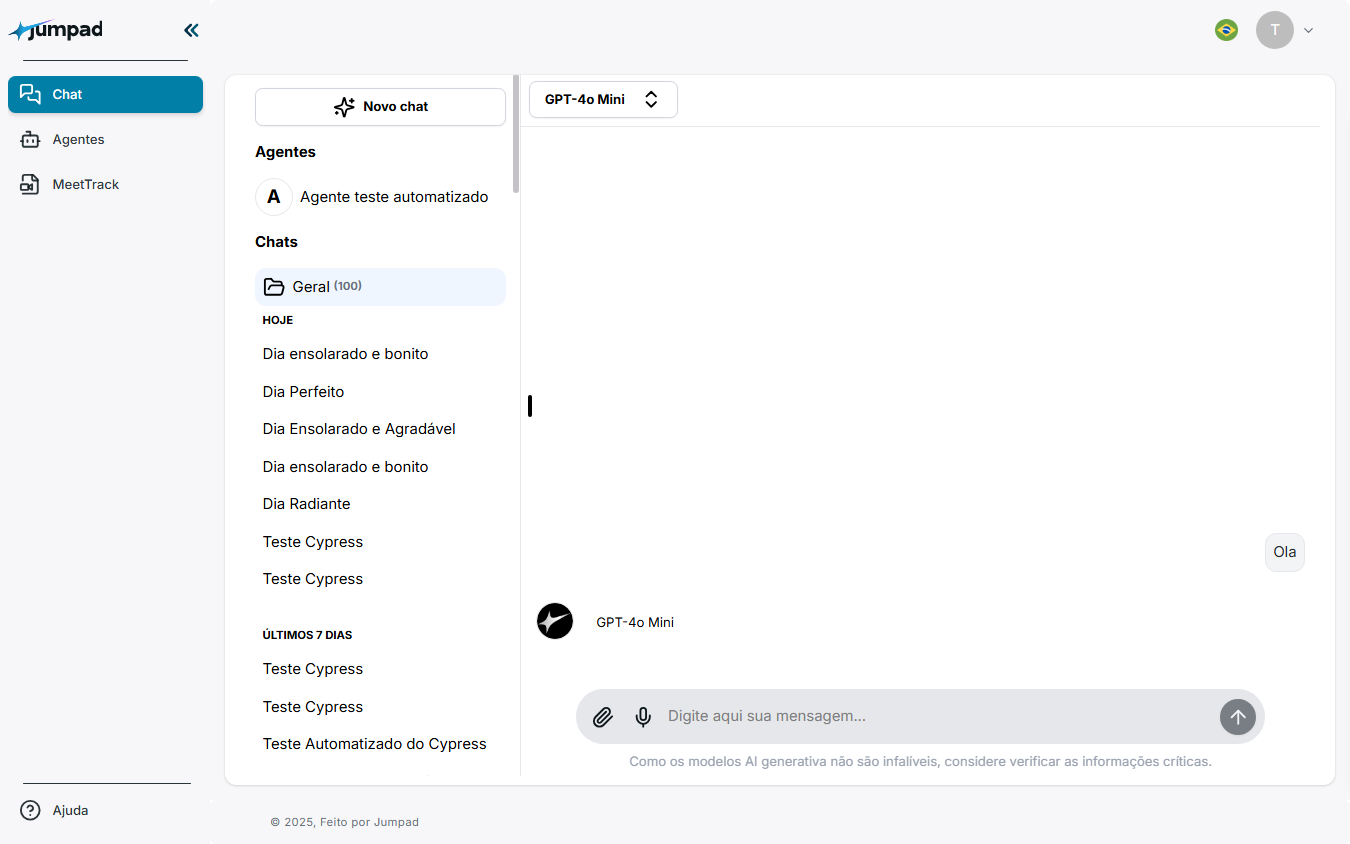 jumpad
T
Chat
Agentes
MeetTrack
Novo chat
Agentes
A Agente teste automatizado
Chats
Geral (100)
HOJE
Dia ensolarado e bonito
Dia Perfeito
Dia Ensolarado e Agradável
Dia ensolarado e bonito
Dia Radiante
Teste Cypress
Teste Cypress
ÚLTIMOS 7 DIAS
Teste Cypress
Teste Cypress
Teste Automatizado do Cypress
GPT-4o Mini
Ola
GPT-4o Mini
Digite aqui sua mensagem...
Como os modelos AI generativa não são infalíveis, considere verificar as informações críticas.
Ajuda
© 2025, Feito por Jumpad